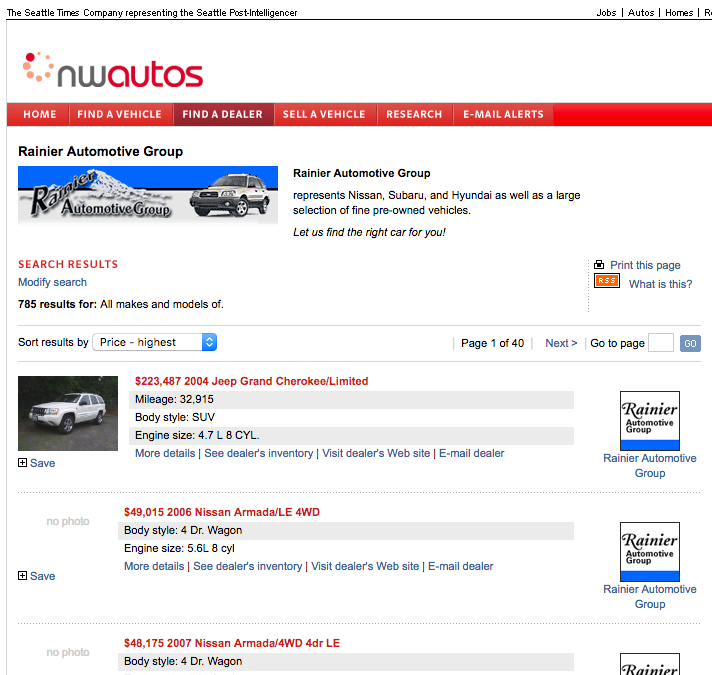 The Seattle Times Company representing the Seattle Post-Intelligencer
Jobs | Autos | Homes |
nwautos
HOME FIND A VEHICLE FIND A DEALER SELL A VEHICLE RESEARCH E-MAIL ALERTS
Rainier Automotive Group
Rainier
Automotive Group
Rainier Automotive Group
represents Nissan, Subaru, and Hyundai as well as a large
selection of fine pre-owned vehicles.
Let us find the right car for you!
SEARCH RESULTS
Modify search
785 results for: All makes and models of.
Print this page
RSS What is this?
Sort results by Price - highest
| Page 1 of 40 | Next > | Go to page GO
$223,487 2004 Jeep Grand Cherokee/Limited
Mileage: 32,915
Body style: SUV
Engine size: 4.7 L 8 CYL.
More details | See dealer's inventory | Visit dealer's Web site | E-mail dealer
Save
Rainier
Automotive
Group
Rainier Automotive
Group
no photo
$49,015 2006 Nissan Armada/LE 4WD
Body style: 4 Dr. Wagon
Engine size: 5.6L 8 cyl
More details | See dealer's inventory | Visit dealer's Web site | E-mail dealer
Save
Rainier
Automotive
Group
Rainier Automotive
Group
no photo
$48,175 2007 Nissan Armada/4WD 4dr LE
Body style: 4 Dr. Wagon
Rainier